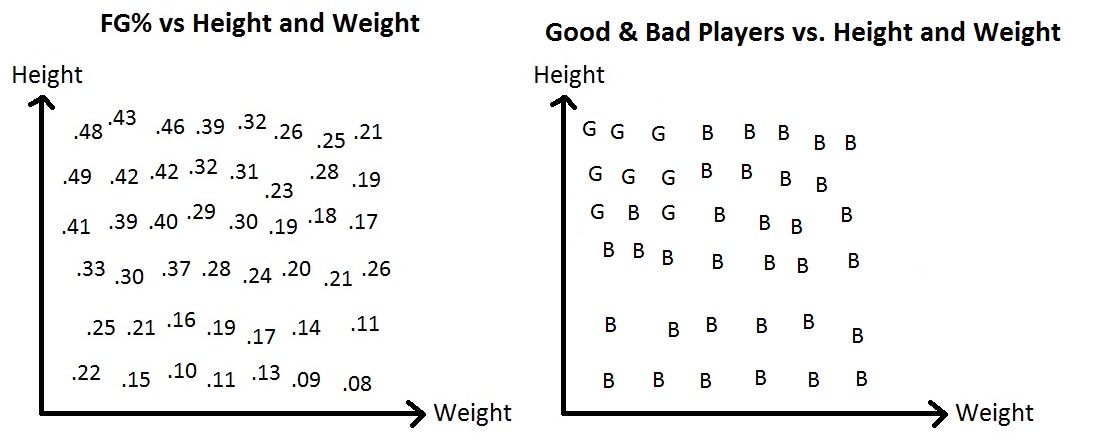 FG% vs Height and Weight
Height
.48 .43 .46 .39 .32 .26 .25 .21
.49 .42 .42 .32 .31 .23 .28 .19
.41 .39 .40 .29 .30 .19 .18 .17
.33 .30 .37 .28 .24 .20 .21 .26
.25 .21 .16 .19 .17 .14 .11
.22 .15 .10 .11 .13 .09 .08
Weight
Good & Bad Players vs. Height and Weight
Height
G G G B B B B B
G G G B B B B
G B G B B B B
B B B B B B B
B B B B B B
B B B B B B
Weight